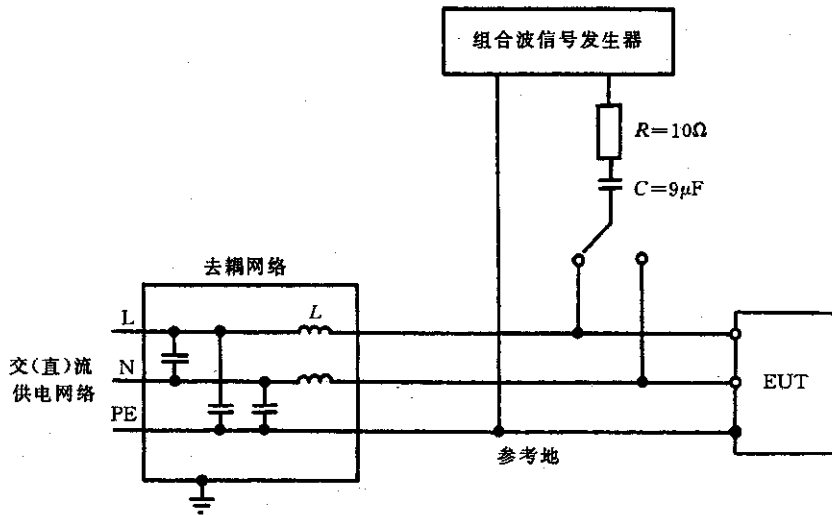 组合波信号发生器
R=10Ω
C=9μF
去耦网络
L
L
交(直)流
供电网络
N
PE
EUT
参考地